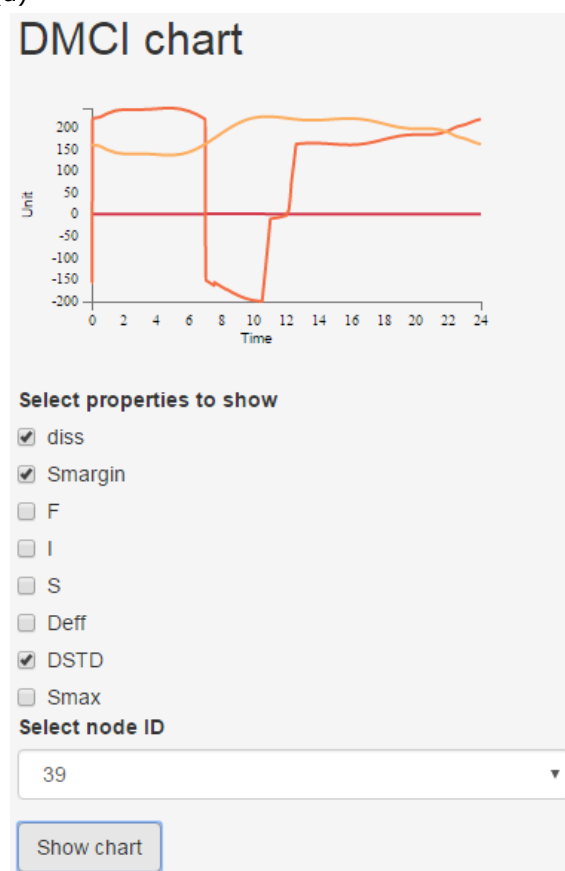 DMCI chart
200
150
100
50
0
-50
-100
-150
-200
Unit
0 2 4 6 8 10 12 14 16 18 20 22 24
Time
Select properties to show
diss
Smargin
F
I
S
Deff
DSTD
Smax
Select node ID
39
Show chart